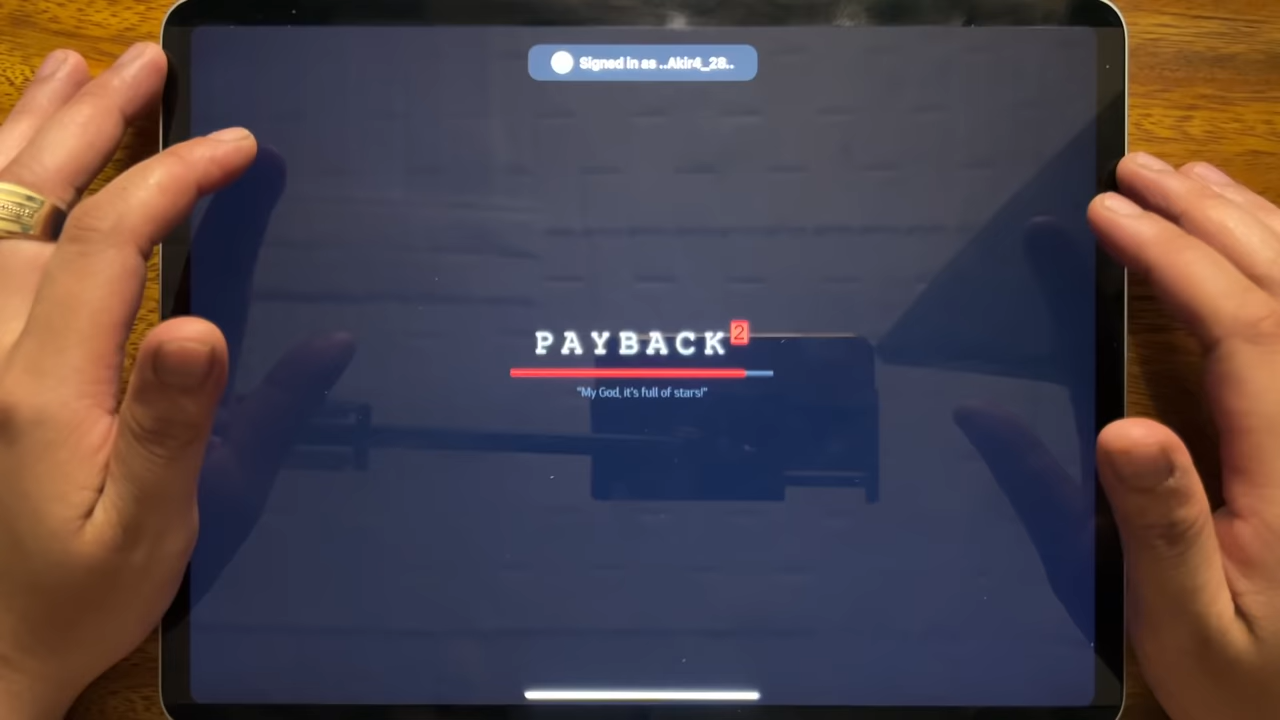 Signed in as ..Akir4_28..
PAYBACK2
"My God, it's full of stars!"